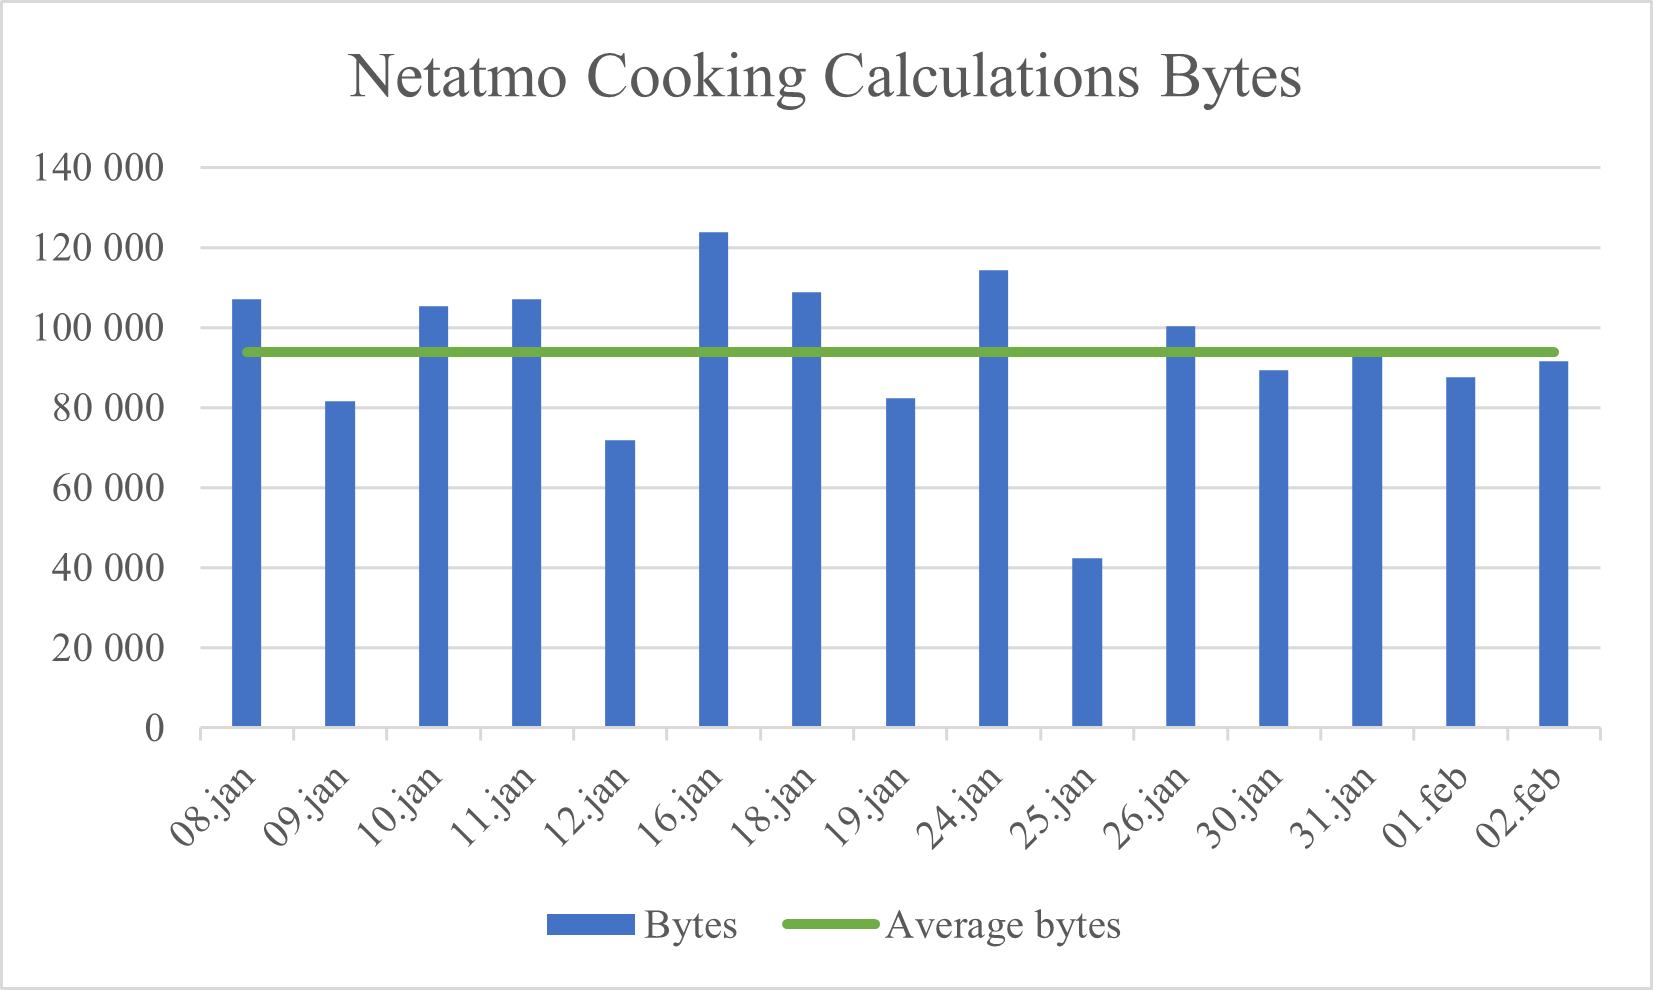 Netatmo Cooking Calculations Bytes
140 000
120 000
100 000
80 000
60 000
40 000
20 000
0
08.jan
09.jan
10.jan
11.jan
12.jan
16.jan
18.jan
19.jan
24.jan
25.jan
26.jan
30.jan
31.jan
01.feb
02.feb
Bytes
Average bytes